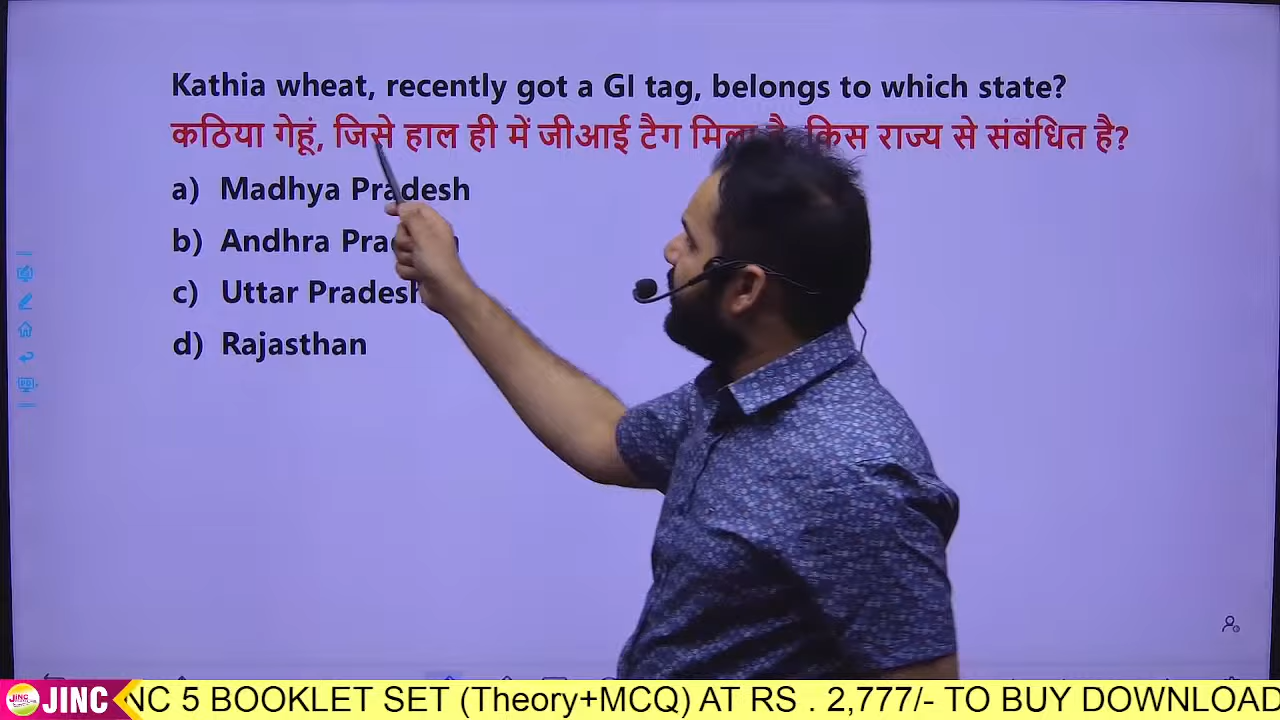 Kathia wheat, recently got a GI tag, belongs to which state?
कठिया गेहूं, जिसे हाल ही में जीआई टैग मिला है, किस राज्य से संबंधित है?
a) Madhya Pradesh
b) Andhra
c) Uttar Pradesh
d) Rajasthan
JINC
NC 5 BOOKLET SET (Theory+MCQ) AT RS . 2,777/- TO BUY DOWNLOAD